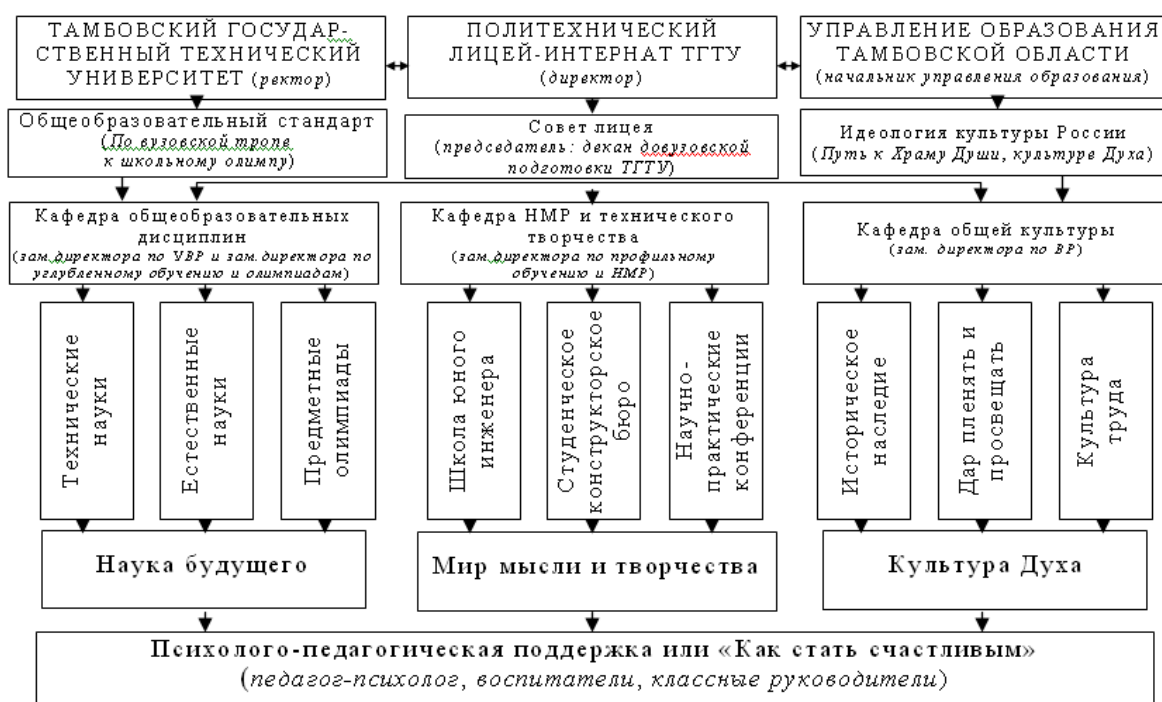 ТАМБОВСКИЙ ГОСУДАР-
СТВЕННЫЙ ТЕХНИЧЕСКИЙ
УНИВЕРСИТЕТ (ректор)
ПОЛИТЕХНИЧЕСКИЙ
ЛИЦЕЙ-ИНТЕРНАТ ТГТУ
(директор)
УПРАВЛЕНИЕ ОБРАЗОВАНИЯ
ТАМБОВСКОЙ ОБЛАСТИ
(начальник управления образования)
Общеобразовательный стандарт
(По вузовской тропе
к школьному олимпу)
Совет лицея
(председатель: декан довузовской
подготовки ТГТУ)
Идеология культуры России
(Путь к Храму Души, культуре Духа)
Кафедра общеобразовательных
дисциплин
(зам.директора по УВР и зам.директора по
углубленному обучению и олимпиадам)
Кафедра НМР и технического
творчества
(зам.директора по профильному
обучению и НМР)
Кафедра общей культуры
(зам. директора по ВР)
Технические
науки
Естественные
науки
Предметные
олимпиады
Школа юного
инженера
Студенческое
конструкторское
бюро
Научно-
практические
конференции
Историческое
наследие
Дар пленять и
просвещать
Культура
труда
Наука будущего
Мир мысли и творчества
Культура Духа
Психолого-педагогическая поддержка или «Как стать счастливым»
(педагог-психолог, воспитатели, классные руководители)